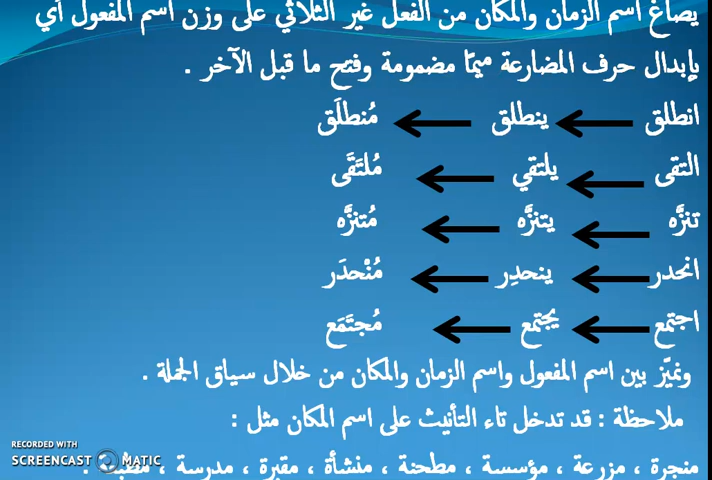 يصاغ اسم الزمان والمكان من الفعل غير الثلاثي على وزن اسم المفعول أي
بإبدال حرف المضارعة ميمًا مضمومة وفتح ما قبل الآخر .
انطلق ينطلق مُنطلَق
التقى يلتقي مُلتَقَى
تنزَّه يتنزَّه مُتنزَّه
انحدر ينحدِر مُنْحدَر
اجتمع يجتمع مُجتَمَع
ونميّز بين اسم المفعول واسم الزمان والمكان من خلال سياق الجملة .
ملاحظة : قد تدخل تاء التأنيث على اسم المكان مثل :
منجرة ، مزرعة ، مؤسسة ، مطحنة ، منشأة ، مقبرة ، مدرسة ،
RECORDED WITH
SCREENCAST MATIC